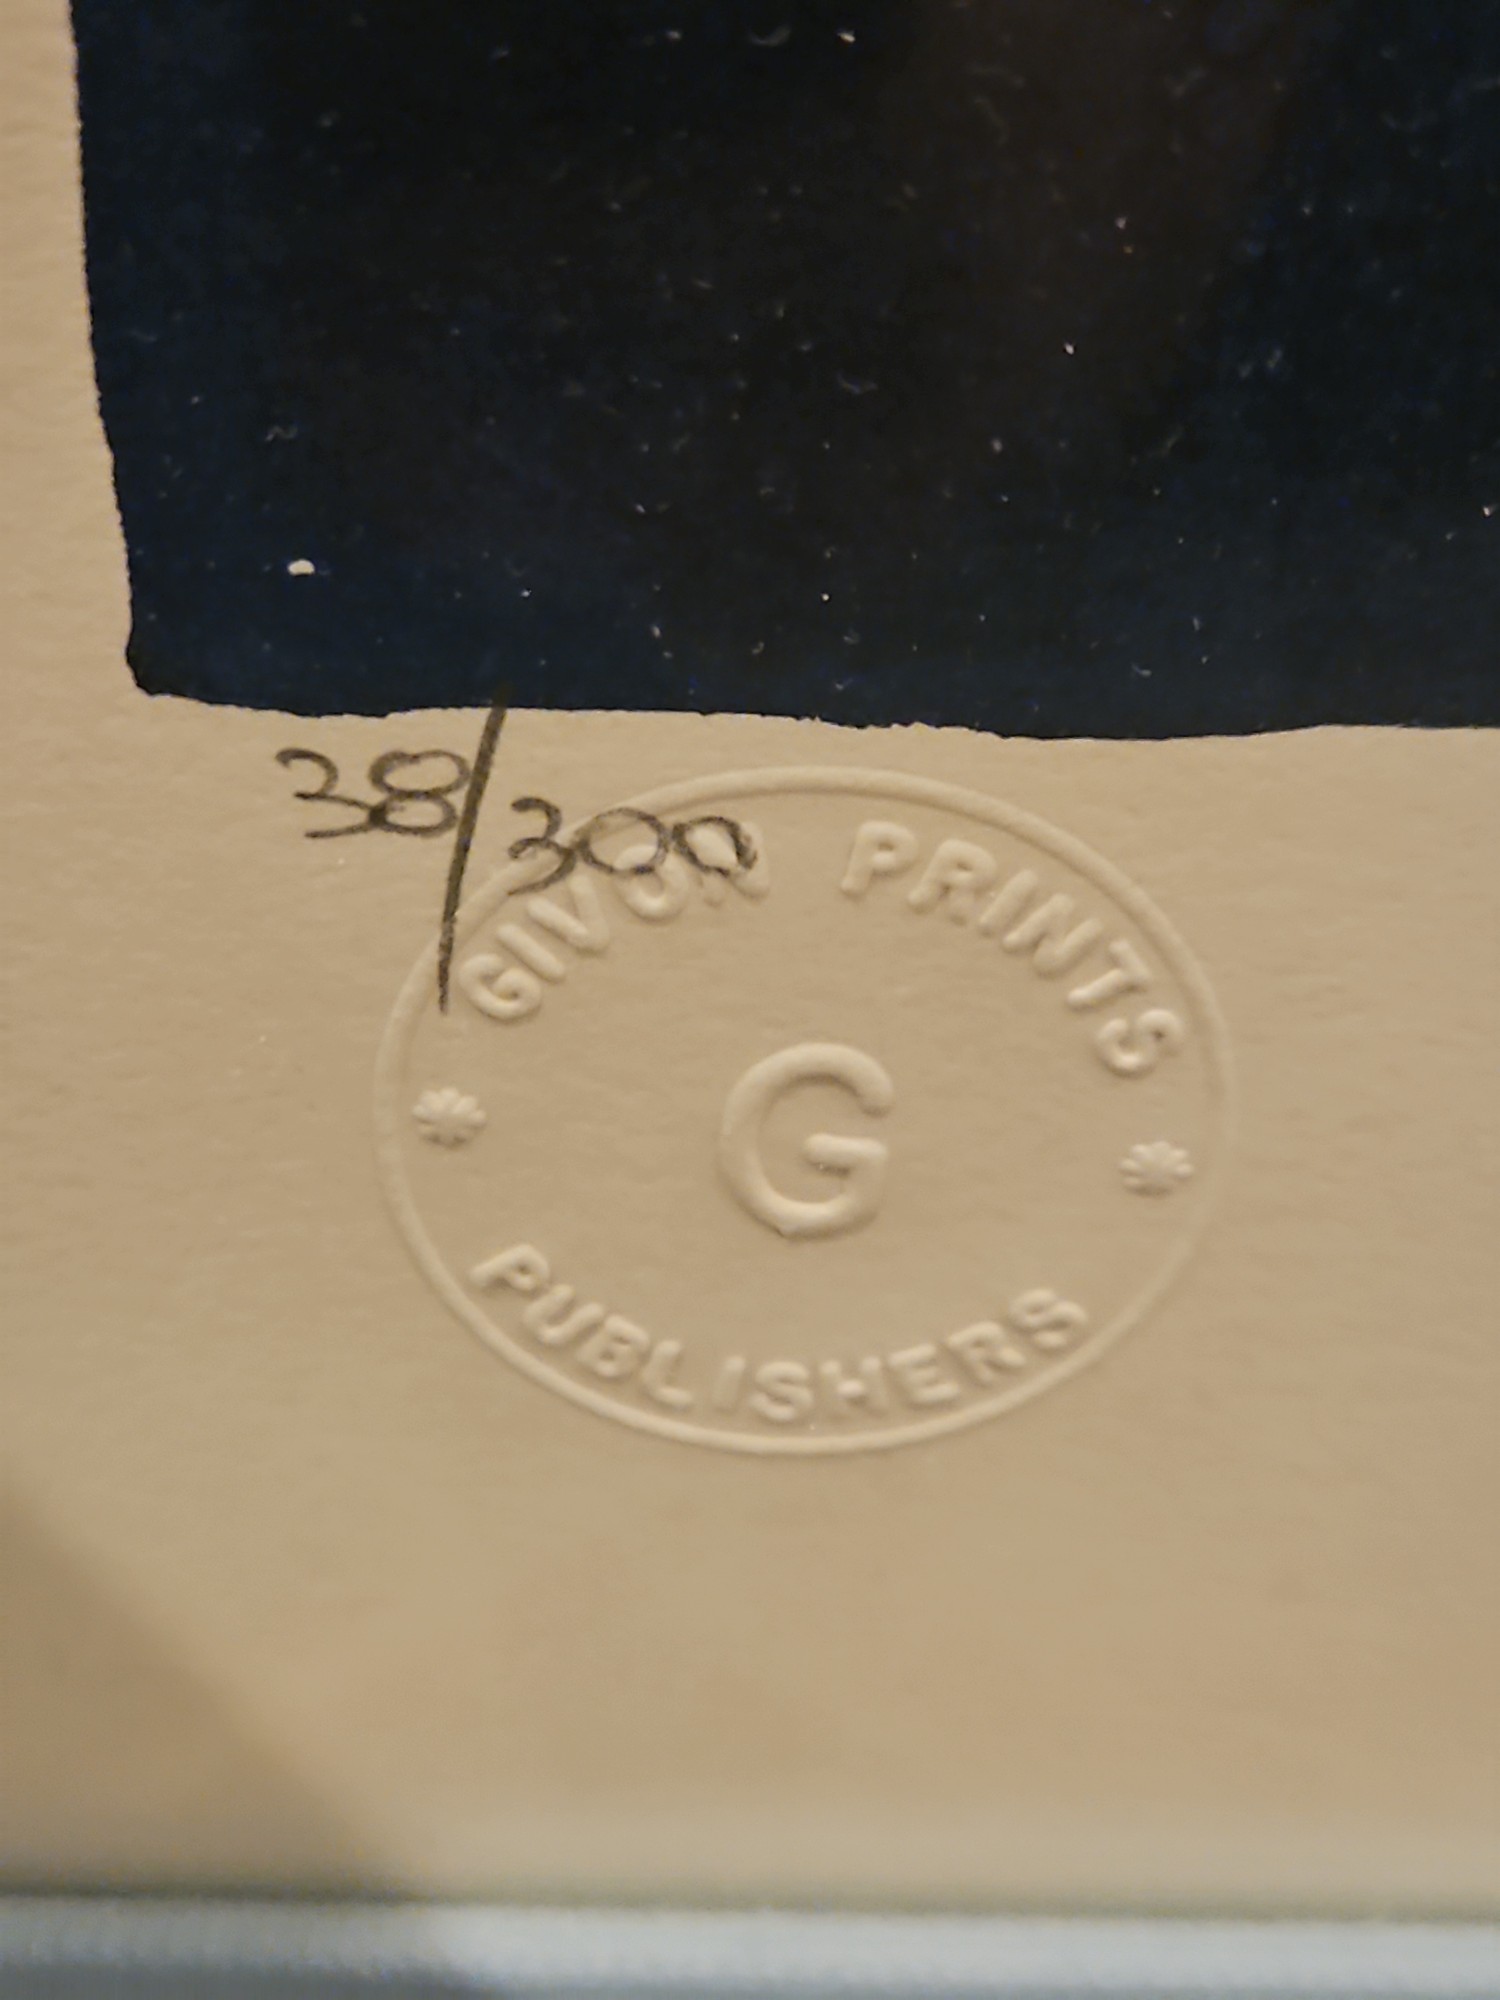 38/300
GIVON PRINTS
G
PUBLISHERS